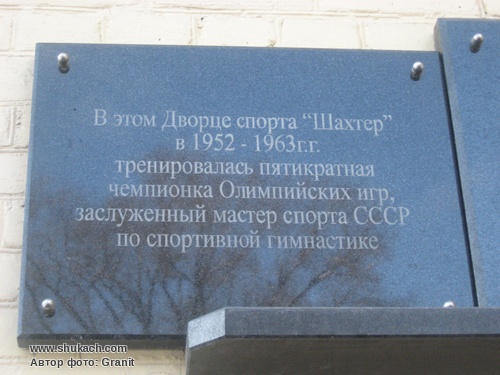 В этом Дворце спорта “Шахтер”
в 1952 - 1963г.г.
тренировалась пятикратная
чемпионка Олимпийских игр,
заслуженный мастер спорта СССР
по спортивной гимнастике
www.shukach.com
Автор фото: Granit